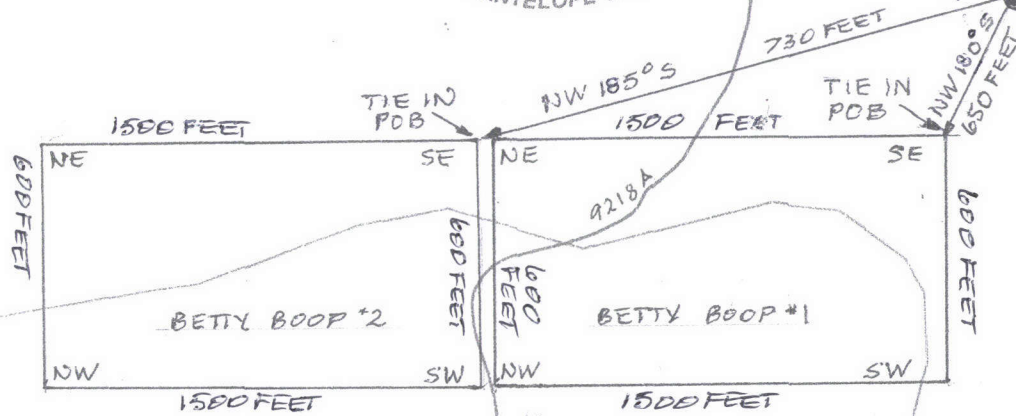 730 FEET
NW 185° S
NW 180° S
650 FEET
TIE IN
POB
TIE IN
POB
1500 FEET
1500 FEET
NE
SE
NE
SE
600 FEET
9218A
600 FEET
600
FEET
600 FEET
BETTY BOOP #2
BETTY BOOP #1
NW
SW
NW
SW
1500 FEET
1500 FEET